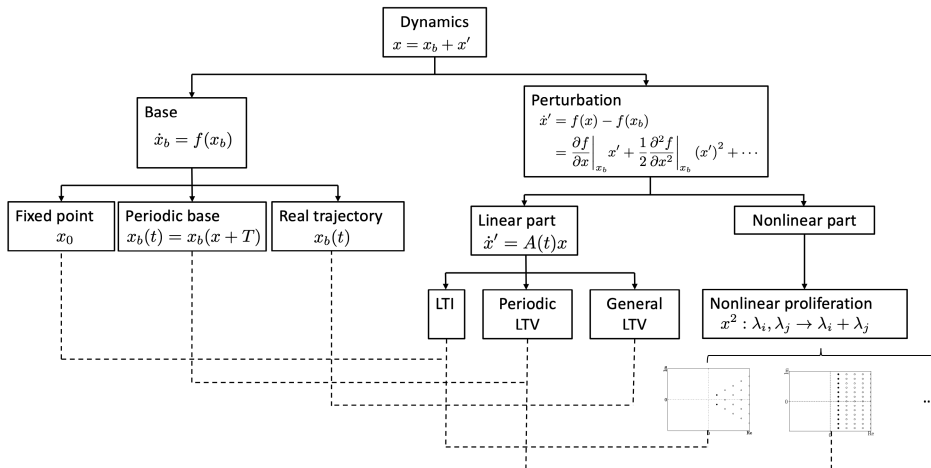 Dynamics
x = x_b + x′
Base
ẋ_b = f(x_b)
Perturbation
ẋ′ = f(x) − f(x_b)
= ∂f/∂x|_{x_b} x′ + 1/2 ∂²f/∂x²|_{x_b} (x′)² + ⋯
Fixed point
x_0
Periodic base
x_b(t) = x_b(x + T)
Real trajectory
x_b(t)
Linear part
ẋ′ = A(t)x
Nonlinear part
LTI
Periodic
LTV
General
LTV
Nonlinear proliferation
x² : λ_i, λ_j → λ_i + λ_j
0
0
..